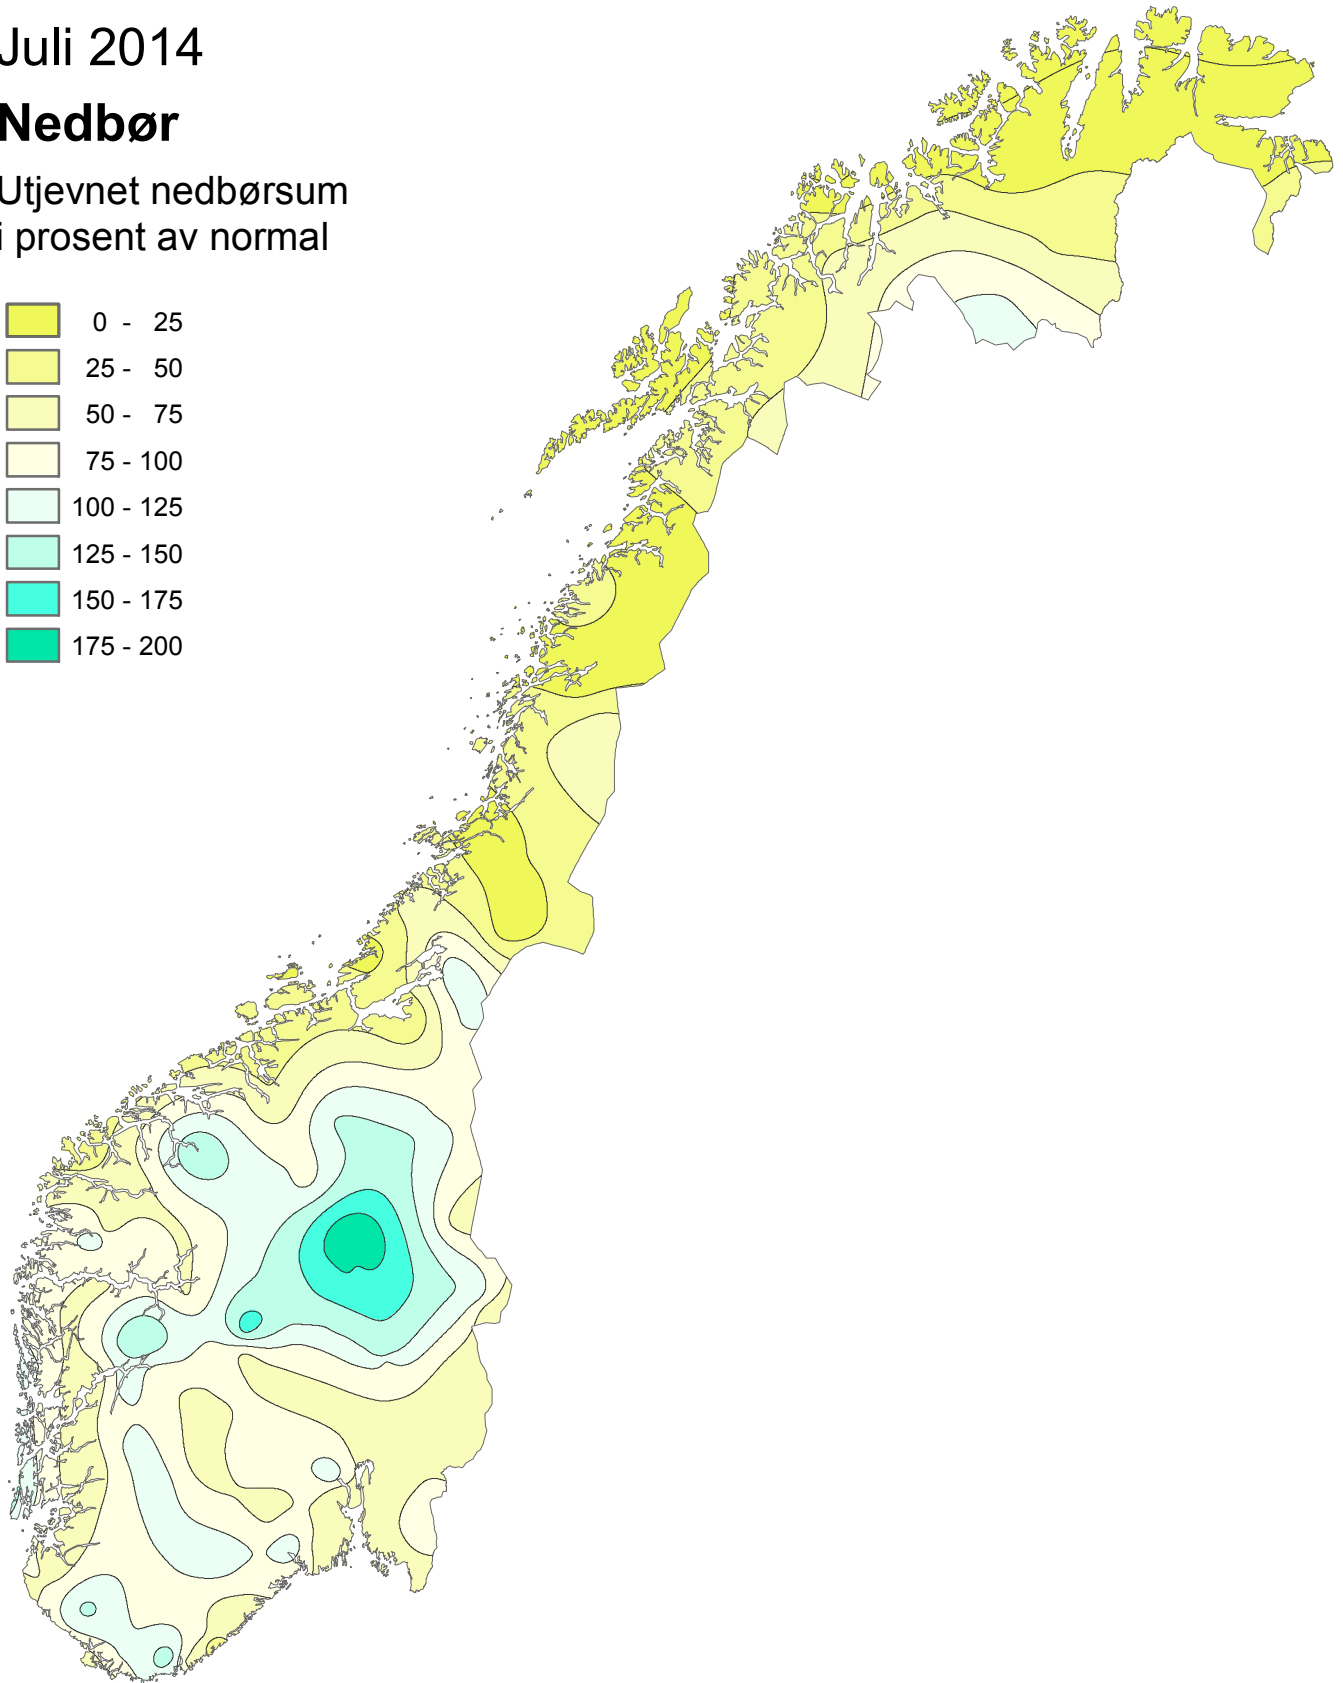 Juli 2014
Nedbør
Utjevnet nedbørsum
i prosent av normal
0 - 25
25 - 50
50 - 75
75 - 100
100 - 125
125 - 150
150 - 175
175 - 200